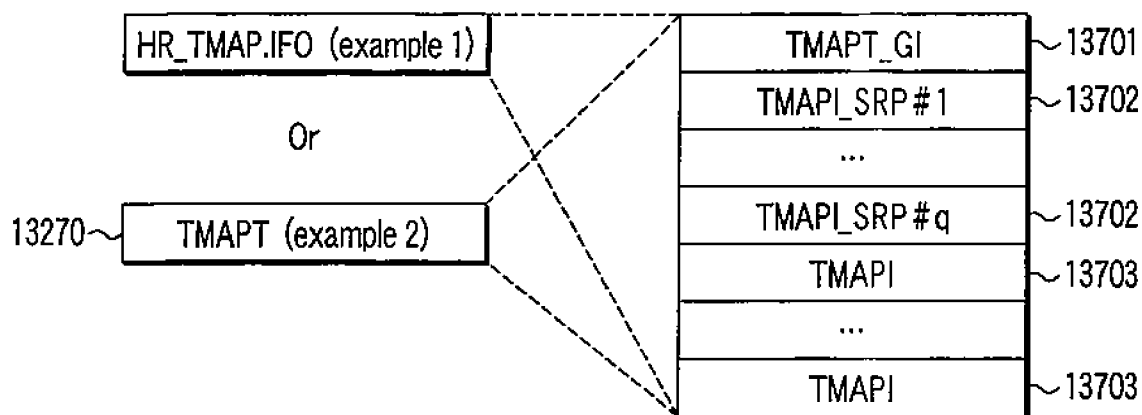 HR_TMAP.IFO (example 1)
Or
13270 TMAPT (example 2)
TMAPT_GI 13701
TMAPI_SRP#1 13702
...
TMAPI_SRP#q 13702
TMAPI 13703
...
TMAPI 13703